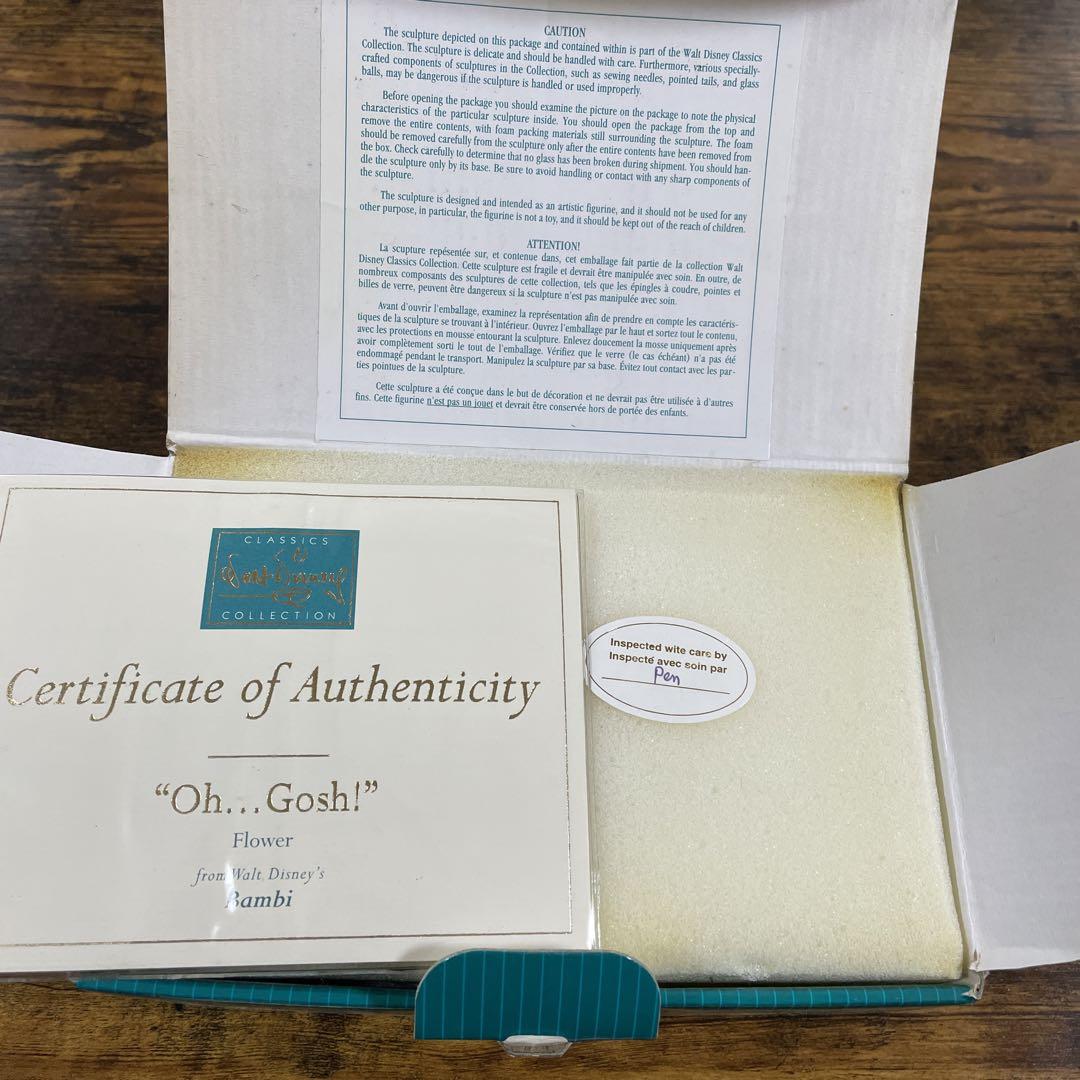 CAUTION
The sculpture depicted on this package and contained within is part of the Walt Disney Classics
Collection. The sculpture is delicate and should be handled with care. Furthermore, various specially-
crafted components of sculptures in the Collection, such as sewing needles, pointed tails, and glass
balls, may be dangerous if the sculpture is handled or used improperly.
Before opening the package you should examine the picture on the package to note the physical
characteristics of the particular sculpture inside. You should open the package from the top and
remove the entire contents, with foam packing materials still surrounding the sculpture. The foam
should be removed carefully from the sculpture only after the entire contents have been removed from
the box. Check carefully to determine that no glass has been broken during shipment. You should han-
dle the sculpture only by its base. Be sure to avoid handling or contact with any sharp components of
the sculpture.
The sculpture is designed and intended as an artistic figurine, and it should not be used for any
other purpose, in particular, the figurine is not a toy, and it should be kept out of the reach of children.
ATTENTION!
La scupture repésentée sur, et contenue dans, cet emballage fait partie de la collection Walt
Disney Classics Collection. Cette sculpture est fragile et devrait être manipulée avec soin. En outre, de
nombreux composants des sculptures de cette collection, tels que les épingles à coudre, pointes et
billes de verre, peuvent être dangereux si la sculpture n'est pas manipulée avec soin.
Avant d'ouvrir l'emballage, examinez la représentation afin de prendre en compte les caractéris-
tiques de la sculpture se trouvant à l'intérieur. Ouvrez l'emballage par le haut et sortez tout le contenu,
avec les protections en mousse entourant la sculpture. Enlevez doucement la mosse uniquement après
avoir complètement sorti le tout de l'emballage. Vérifiez que le verre (le cas échéant) n'a pas été
endommagé pendant le transport. Manipulez la sculpture par sa base. Évitez tout contact avec les par-
ties pointues de la sculpture.
Cette sculpture a été conçue dans le but de décoration et ne devrait pas être utilisée à d'autres
fins. Cette figurine n'est pas un jouet et devrait être conservée hors de portée des enfants.
CLASSICS
Walt Disney
COLLECTION
Certificate of Authenticity
“Oh...Gosh!”
Flower
from Walt Disney's
Bambi
Inspected wite care by
Inspecté avec soin par
Pen